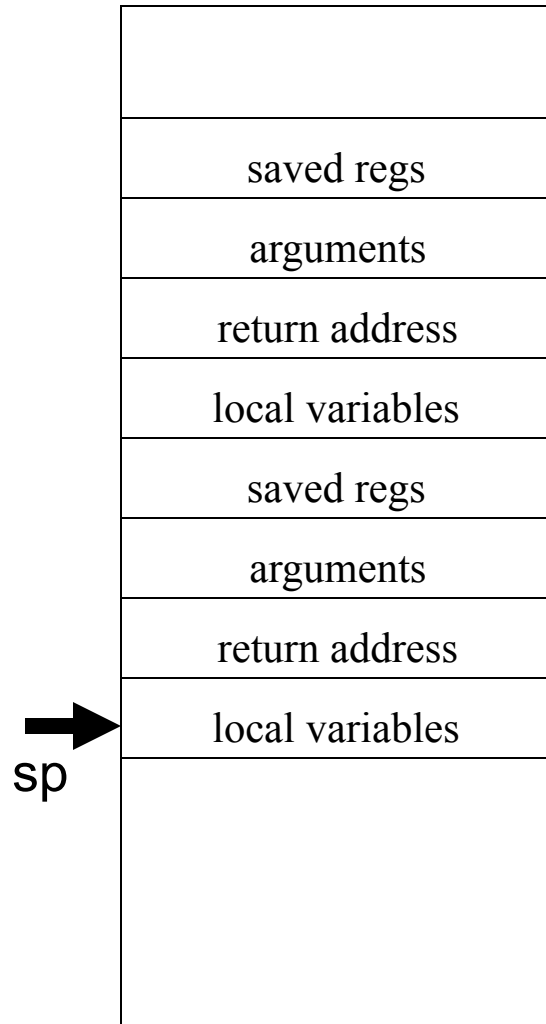 saved regs
arguments
return address
local variables
saved regs
arguments
return address
local variables
sp